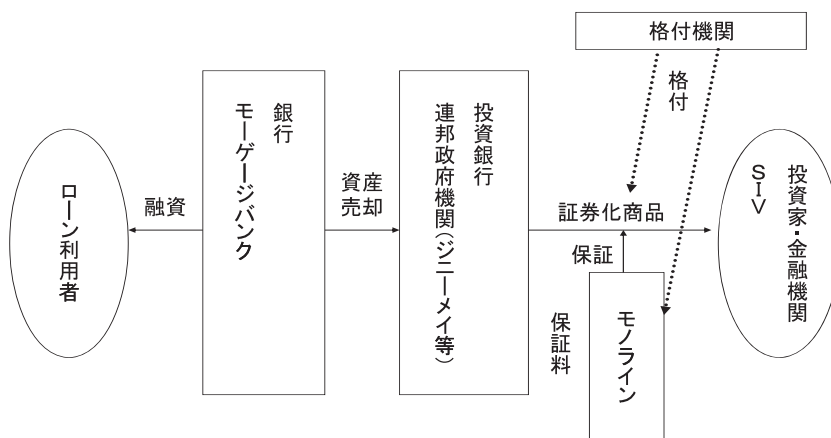 格付機関
格付
銀行
モーゲージバンク
投資銀行
連邦政府機関(ジニーメイ等)
投資家・金融機関
SIV
ローン利用者
融資
資産
売却
証券化商品
保証
保証料
モノライン